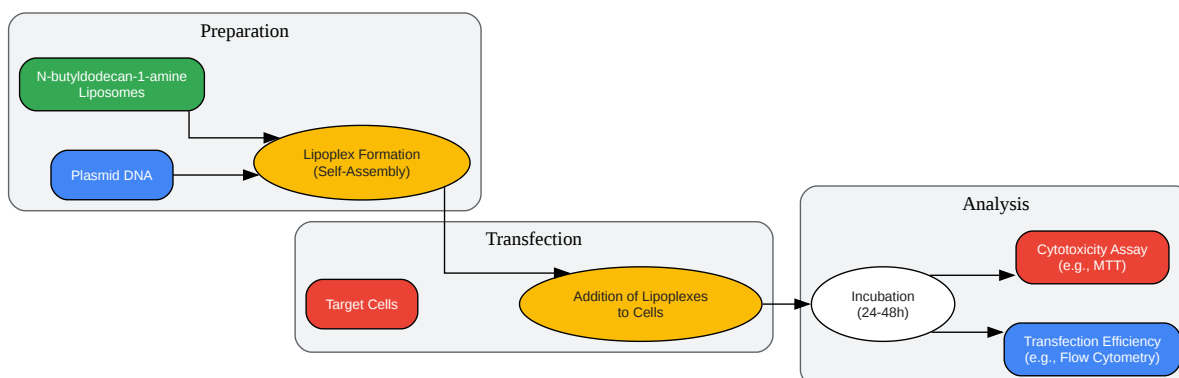 Preparation
N-butyldodecan-1-amine
Liposomes
Plasmid DNA
Lipoplex Formation
(Self-Assembly)
Transfection
Target Cells
Addition of Lipoplexes
to Cells
Analysis
Incubation
(24-48h)
Cytotoxicity Assay
(e.g., MTT)
Transfection Efficiency
(e.g., Flow Cytometry)